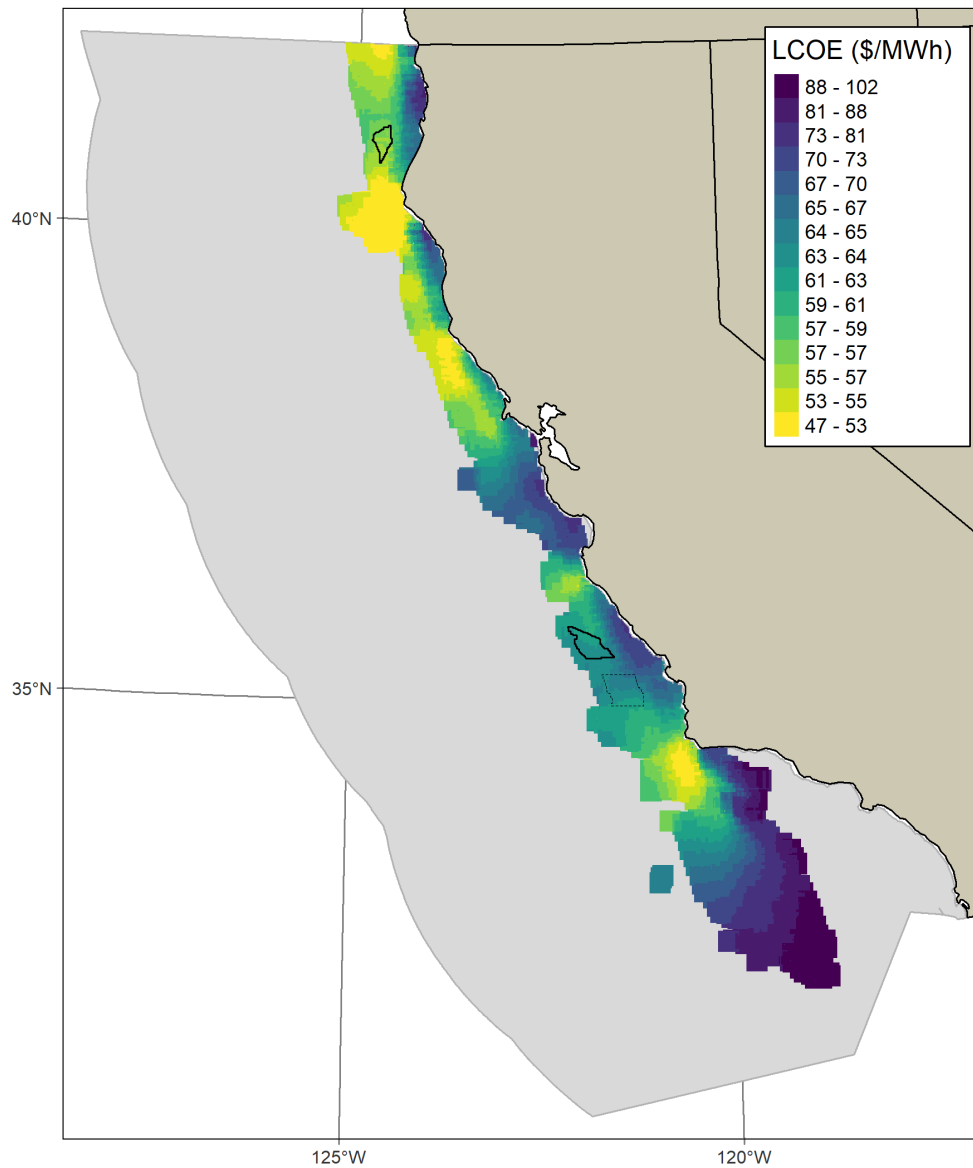 LCOE ($/MWh)
88 - 102
81 - 88
73 - 81
70 - 73
67 - 70
65 - 67
64 - 65
63 - 64
61 - 63
59 - 61
57 - 59
57 - 57
55 - 57
53 - 55
47 - 53
40°N
35°N
125°W
120°W